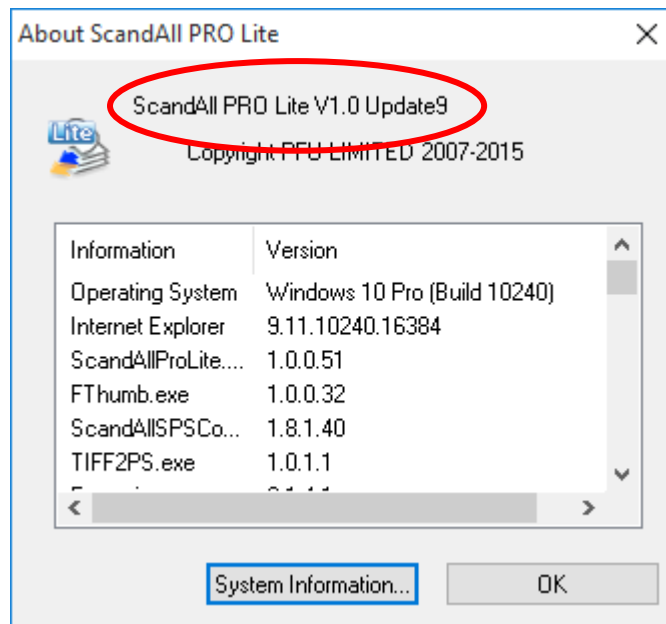 About ScandAll PRO Lite
ScandAll PRO Lite V1.0 Update9
Lite
Copyright PFU LIMITED 2007-2015
Information Version
Operating System Windows 10 Pro (Build 10240)
Internet Explorer 9.11.10240.16384
ScandAllProLite.... 1.0.0.51
FThumb.exe 1.0.0.32
ScandAllSPSCo... 1.8.1.40
TIFF2PS.exe 1.0.1.1
System Information... OK